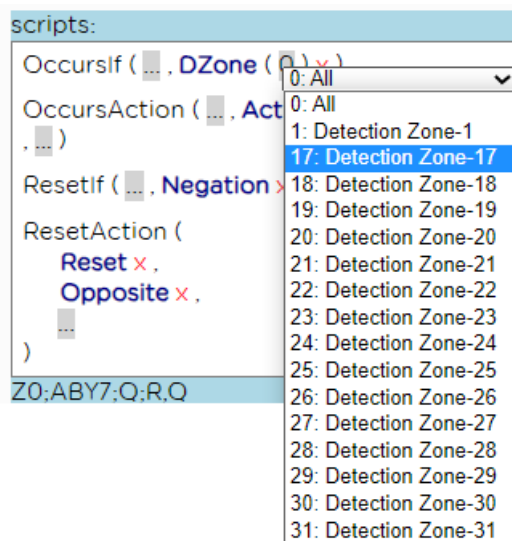 scripts:
OccursIf ( ... , DZone ( 0 ) x )
0: All
OccursAction ( ... , Act
, ... )
ResetIf ( ... , Negation x
ResetAction (
Reset x ,
Opposite x ,
...
)
Z0;ABY7;Q;R,Q
0: All
1: Detection Zone-1
17: Detection Zone-17
18: Detection Zone-18
19: Detection Zone-19
20: Detection Zone-20
21: Detection Zone-21
22: Detection Zone-22
23: Detection Zone-23
24: Detection Zone-24
25: Detection Zone-25
26: Detection Zone-26
27: Detection Zone-27
28: Detection Zone-28
29: Detection Zone-29
30: Detection Zone-30
31: Detection Zone-31